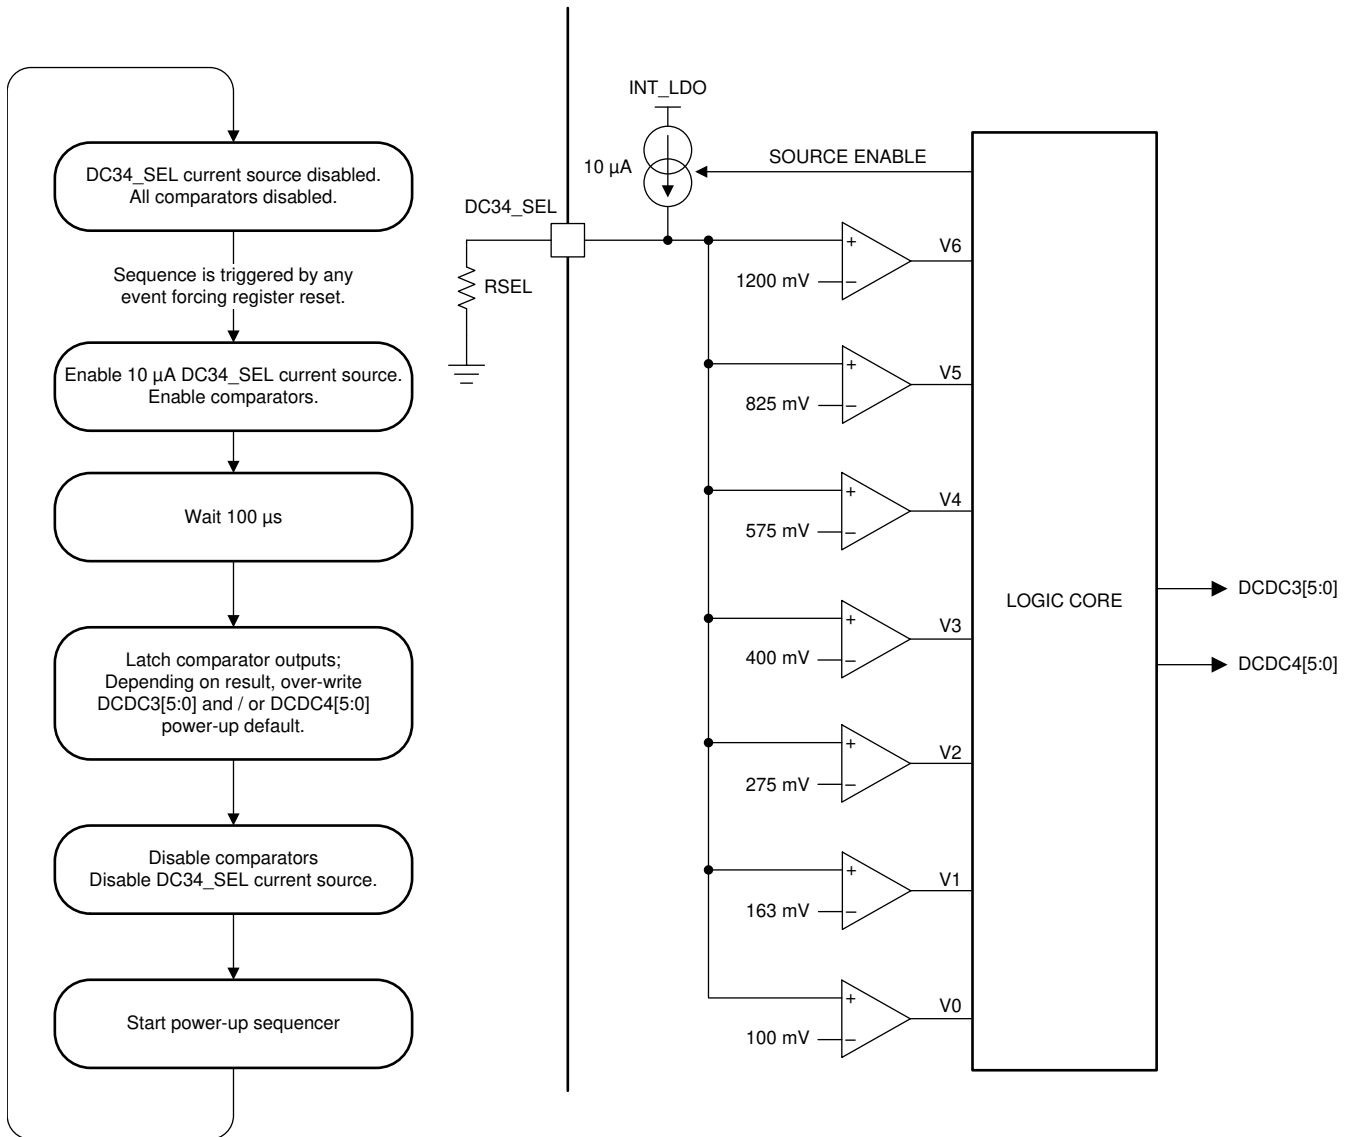 DC34_SEL current source disabled.
All comparators disabled.
Sequence is triggered by any
event forcing register reset.
Enable 10 µA DC34_SEL current source.
Enable comparators.
Wait 100 µs
Latch comparator outputs;
Depending on result, over-write
DCDC3[5:0] and / or DCDC4[5:0]
power-up default.
Disable comparators
Disable DC34_SEL current source.
Start power-up sequencer
INT_LDO
10 µA
SOURCE ENABLE
DC34_SEL
RSEL
+
1200 mV
–
V6
+
825 mV
–
V5
+
575 mV
–
V4
+
400 mV
–
V3
+
275 mV
–
V2
+
163 mV
–
V1
+
100 mV
–
V0
LOGIC CORE
DCDC3[5:0]
DCDC4[5:0]